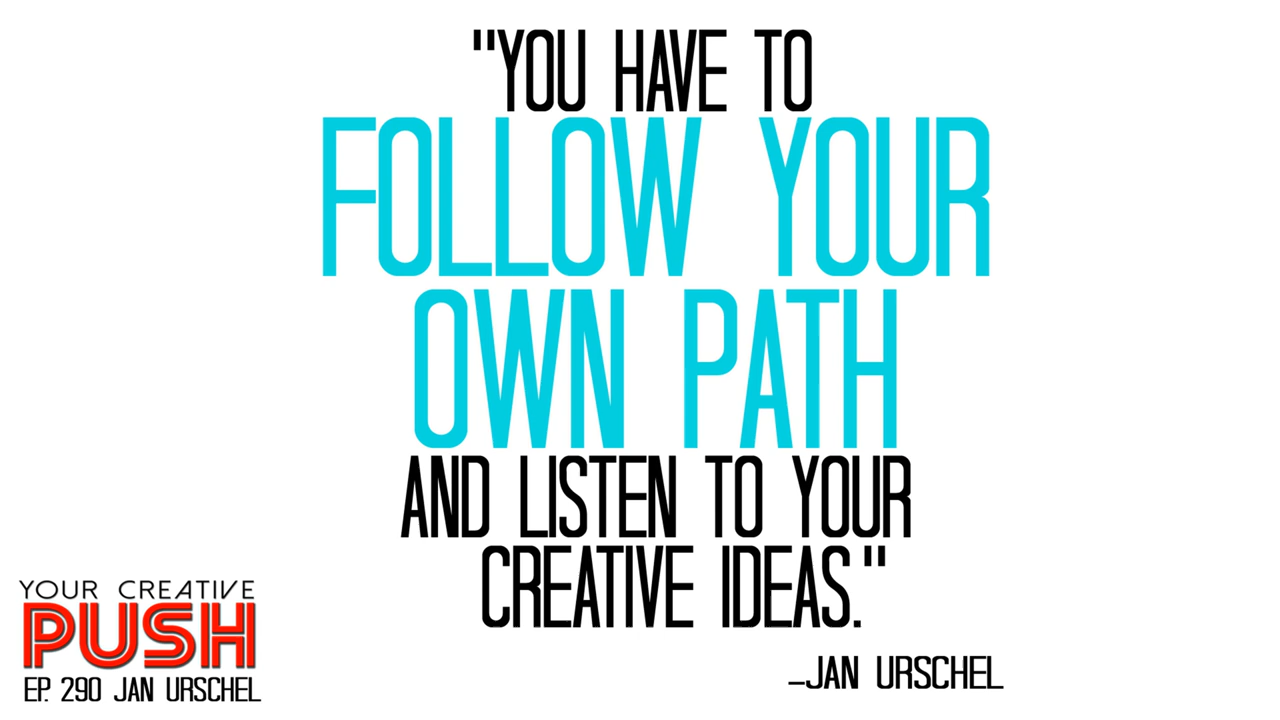 "YOU HAVE TO
FOLLOW YOUR
OWN PATH
AND LISTEN TO YOUR
CREATIVE IDEAS."
-JAN URSCHEL
YOUR CREATIVE
PUSH
EP. 290 JAN URSCHEL